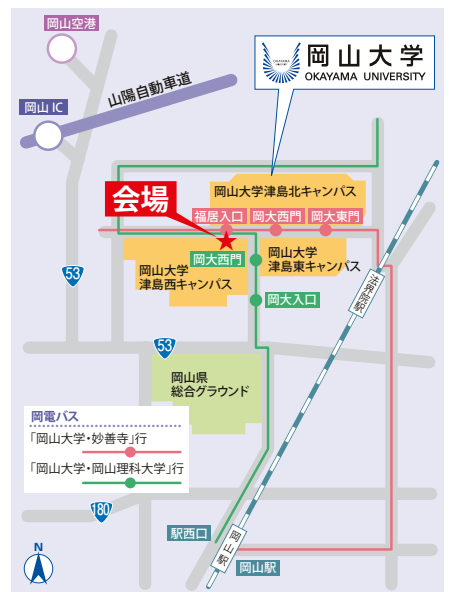 岡山空港
山陽自動車道
岡山IC
岡山大学
OKAYAMA UNIVERSITY
岡山大学津島北キャンパス
会場
福居入口
岡大西門
岡大東門
岡大西門
岡山大学
津島東キャンパス
岡山大学
津島西キャンパス
53
法界院駅
岡大入口
53
岡山県
総合グラウンド
岡電バス
「岡山大学・妙善寺」行
「岡山大学・岡山理科大学」行
180
駅西口
岡山駅
岡山駅
N